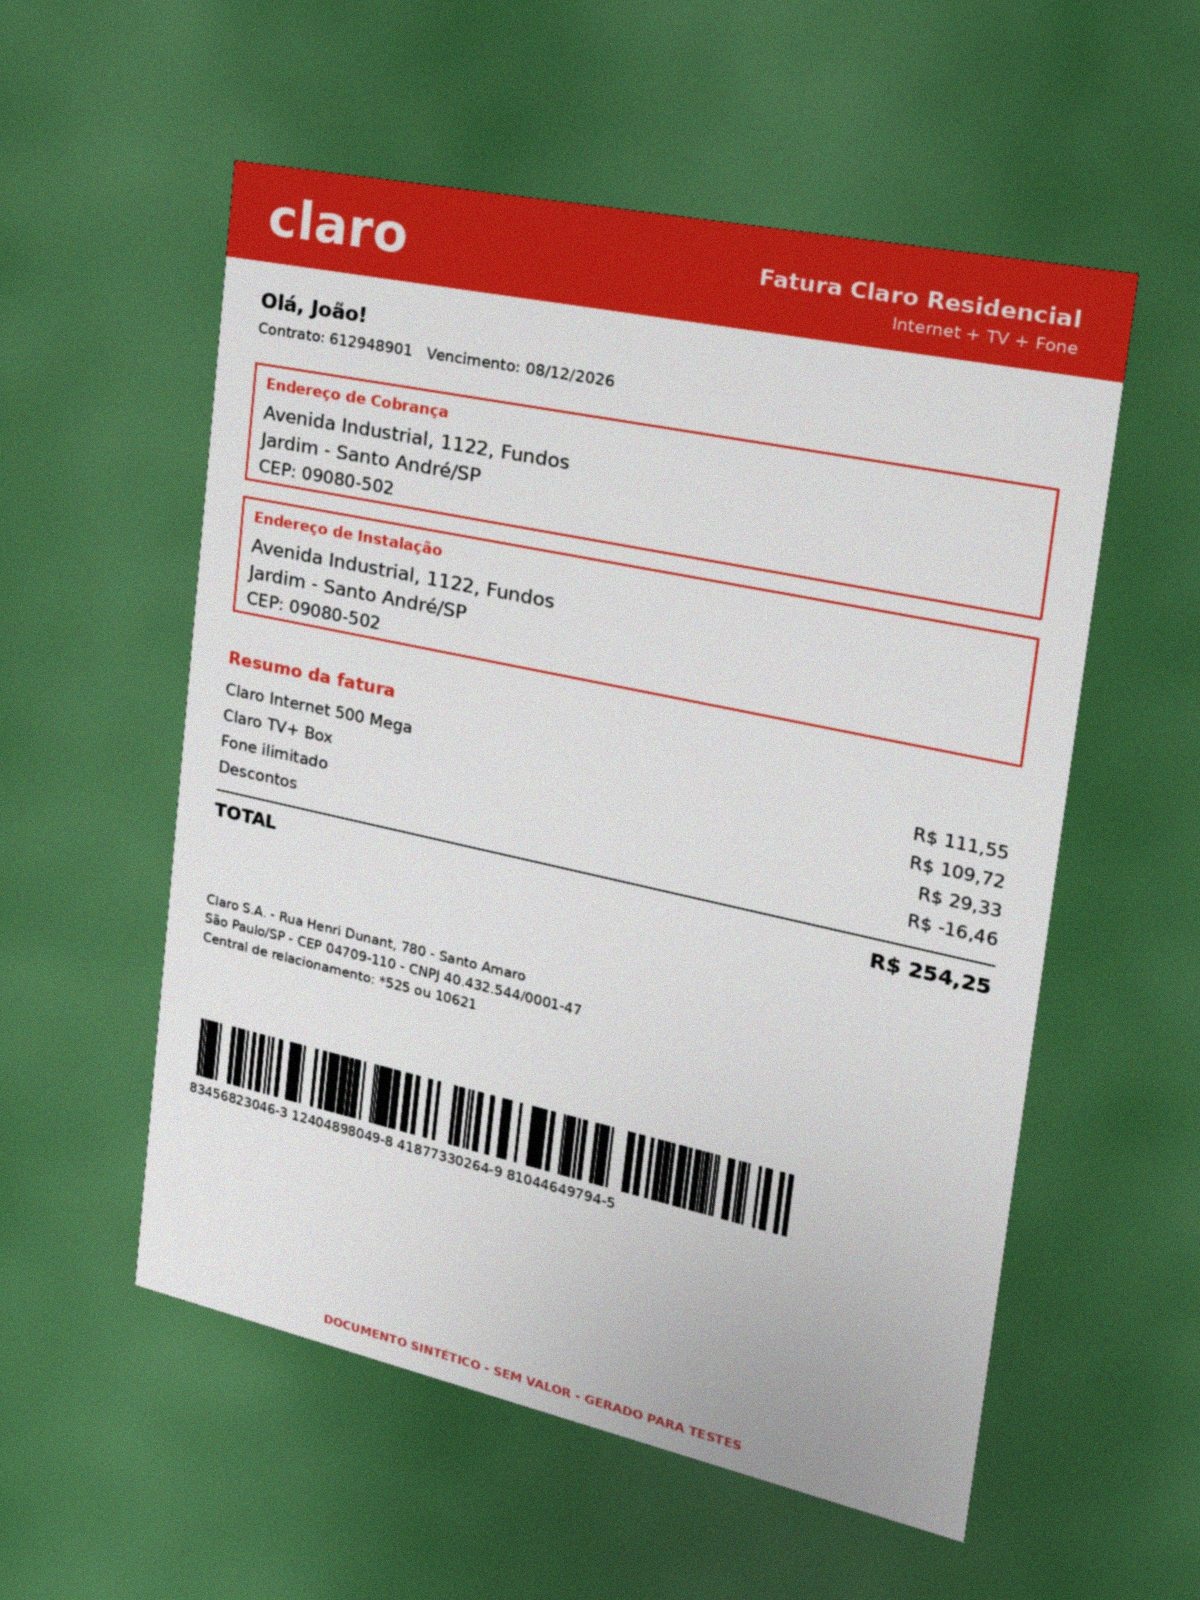 claro
Fatura Claro Residencial
Internet + TV + Fone
Olá, João!
Contrato: 612948901 Vencimento: 08/12/2026
Endereço de Cobrança
Avenida Industrial, 1122, Fundos
Jardim - Santo André/SP
CEP: 09080-502
Endereço de Instalação
Avenida Industrial, 1122, Fundos
Jardim - Santo André/SP
CEP: 09080-502
Resumo da fatura
Claro Internet 500 Mega R$ 111,55
Claro TV+ Box R$ 109,72
Fone ilimitado R$ 29,33
Descontos R$ -16,46
TOTAL R$ 254,25
Claro S.A. - Rua Henri Dunant, 780 - Santo Amaro
São Paulo/SP - CEP 04709-110 - CNPJ 40.432.544/0001-47
Central de relacionamento: *525 ou 10621
83456823046-3 12404898049-8 41877330264-9 81044649794-5
DOCUMENTO SINTÉTICO - SEM VALOR - GERADO PARA TESTES